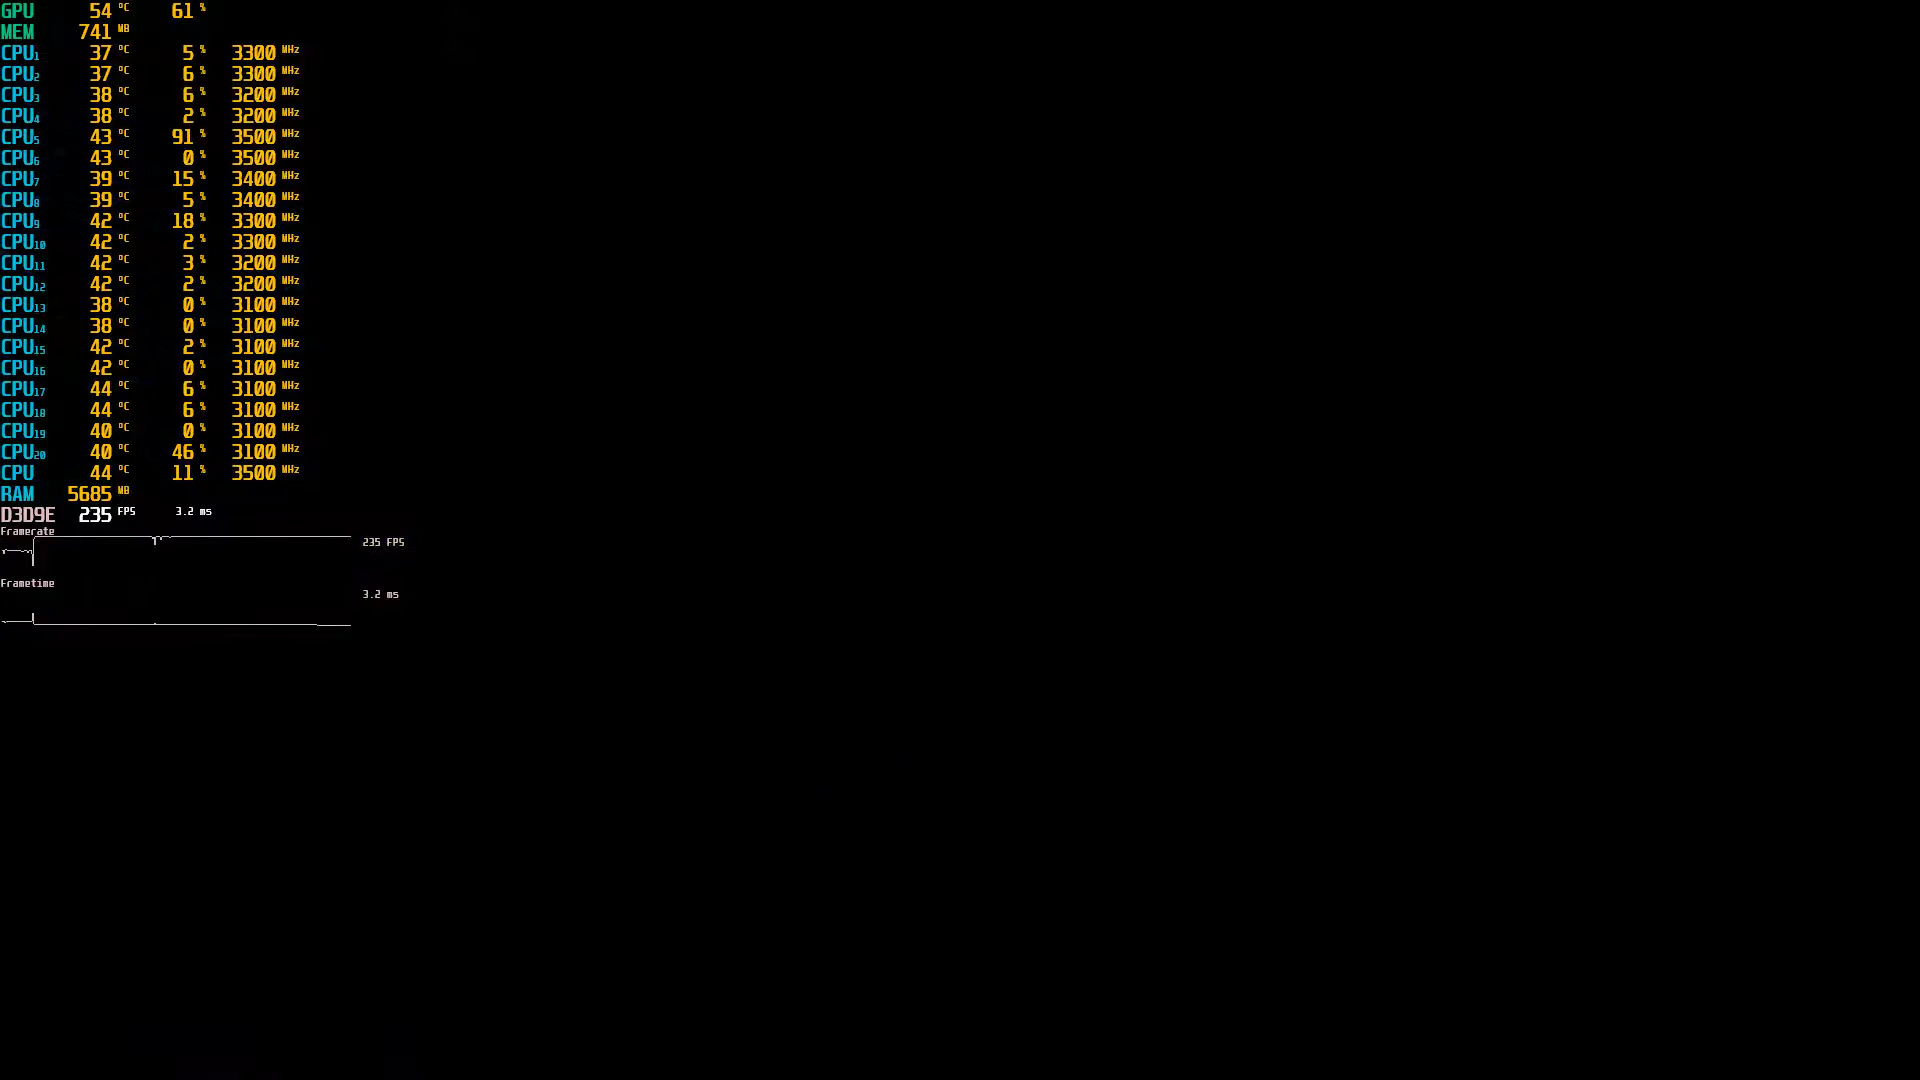 GPU 54 °C 61 %
MEM 741 MB
CPU1 37 °C 5 % 3300 MHz
CPU2 37 °C 6 % 3300 MHz
CPU3 38 °C 6 % 3200 MHz
CPU4 38 °C 2 % 3200 MHz
CPU5 43 °C 91 % 3500 MHz
CPU6 43 °C 0 % 3500 MHz
CPU7 39 °C 15 % 3400 MHz
CPU8 39 °C 5 % 3400 MHz
CPU9 42 °C 18 % 3300 MHz
CPU10 42 °C 2 % 3300 MHz
CPU11 42 °C 3 % 3200 MHz
CPU12 42 °C 2 % 3200 MHz
CPU13 38 °C 0 % 3100 MHz
CPU14 38 °C 0 % 3100 MHz
CPU15 42 °C 2 % 3100 MHz
CPU16 42 °C 0 % 3100 MHz
CPU17 44 °C 6 % 3100 MHz
CPU18 44 °C 6 % 3100 MHz
CPU19 40 °C 0 % 3100 MHz
CPU20 40 °C 46 % 3100 MHz
CPU 44 °C 11 % 3500 MHz
RAM 5685 MB
D3D9E 235 FPS 3.2 ms
Framerate
235 FPS
Frametime
3.2 ms